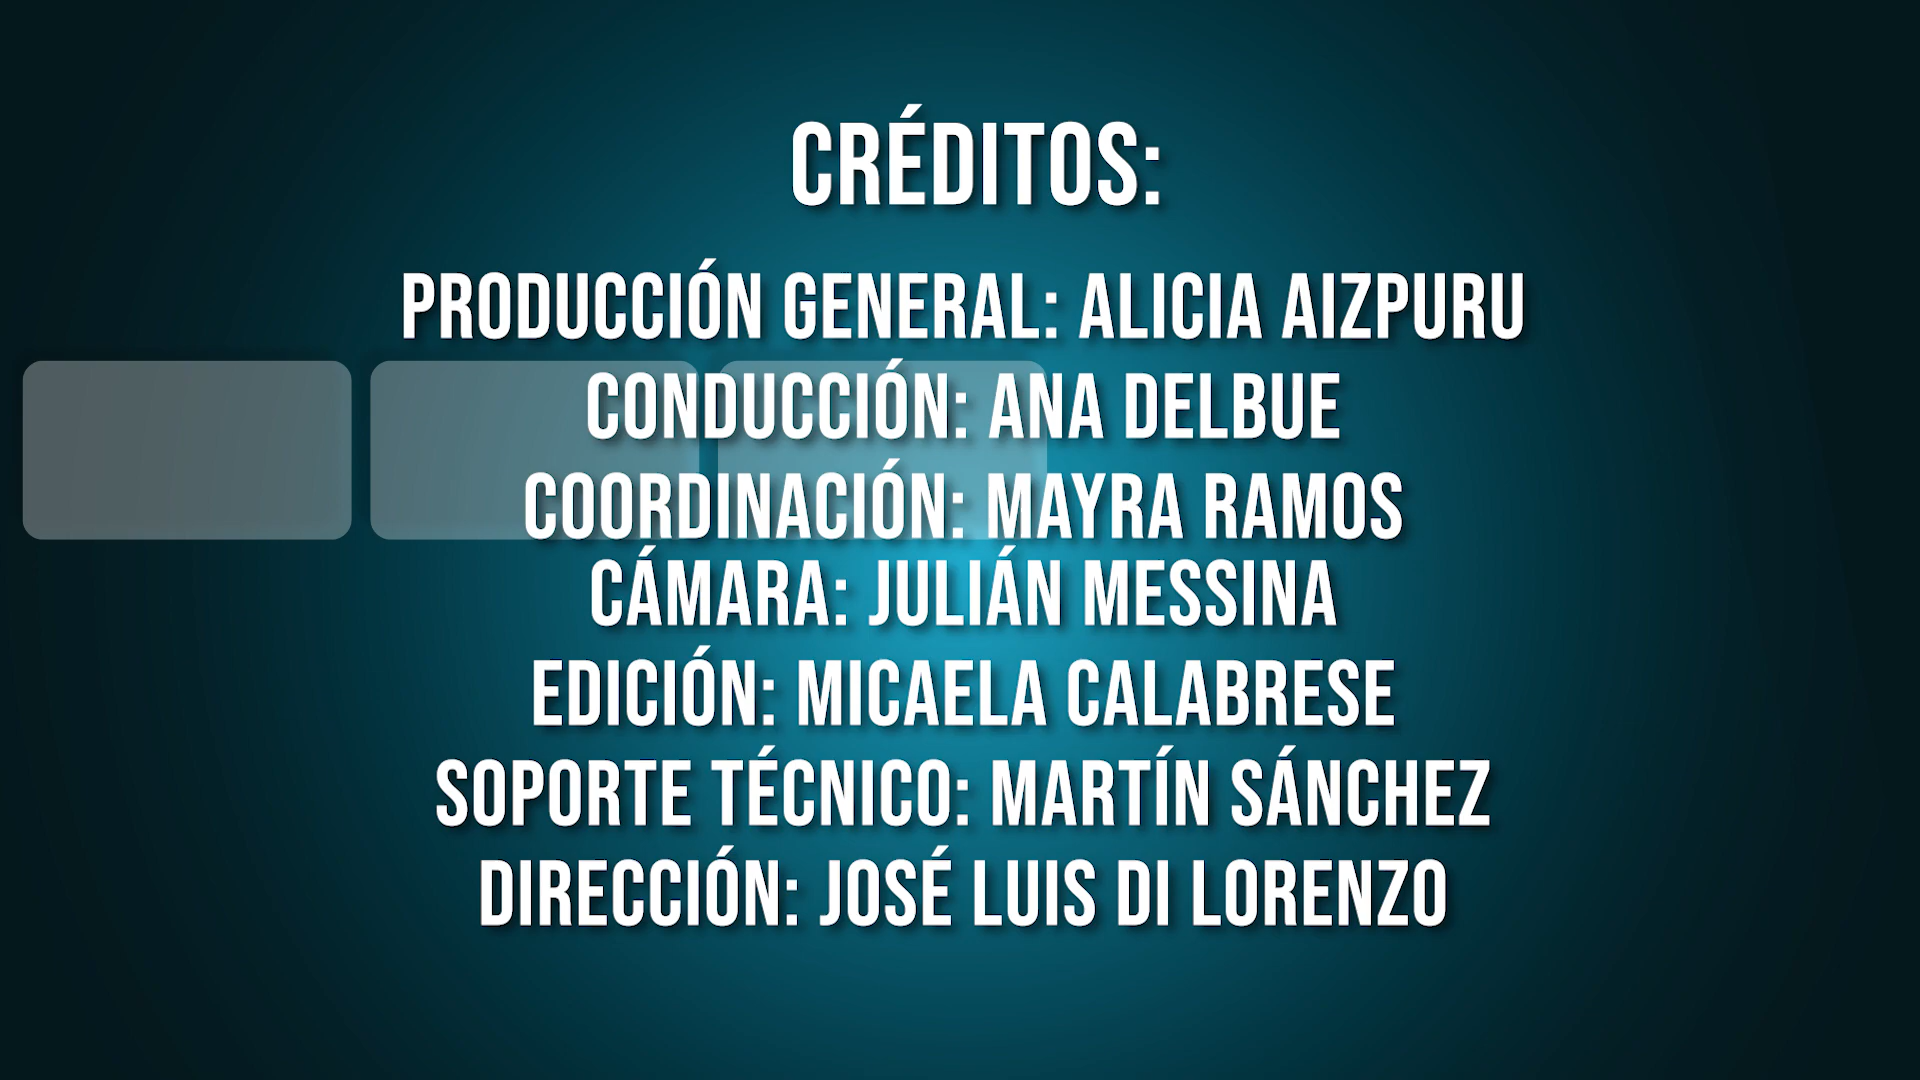 CRÉDITOS:
PRODUCCIÓN GENERAL: ALICIA AIZPURU
CONDUCCIÓN: ANA DELBUE
COORDINACIÓN: MAYRA RAMOS
CÁMARA: JULIÁN MESSINA
EDICIÓN: MICAELA CALABRESE
SOPORTE TÉCNICO: MARTÍN SÁNCHEZ
DIRECCIÓN: JOSÉ LUIS DI LORENZO